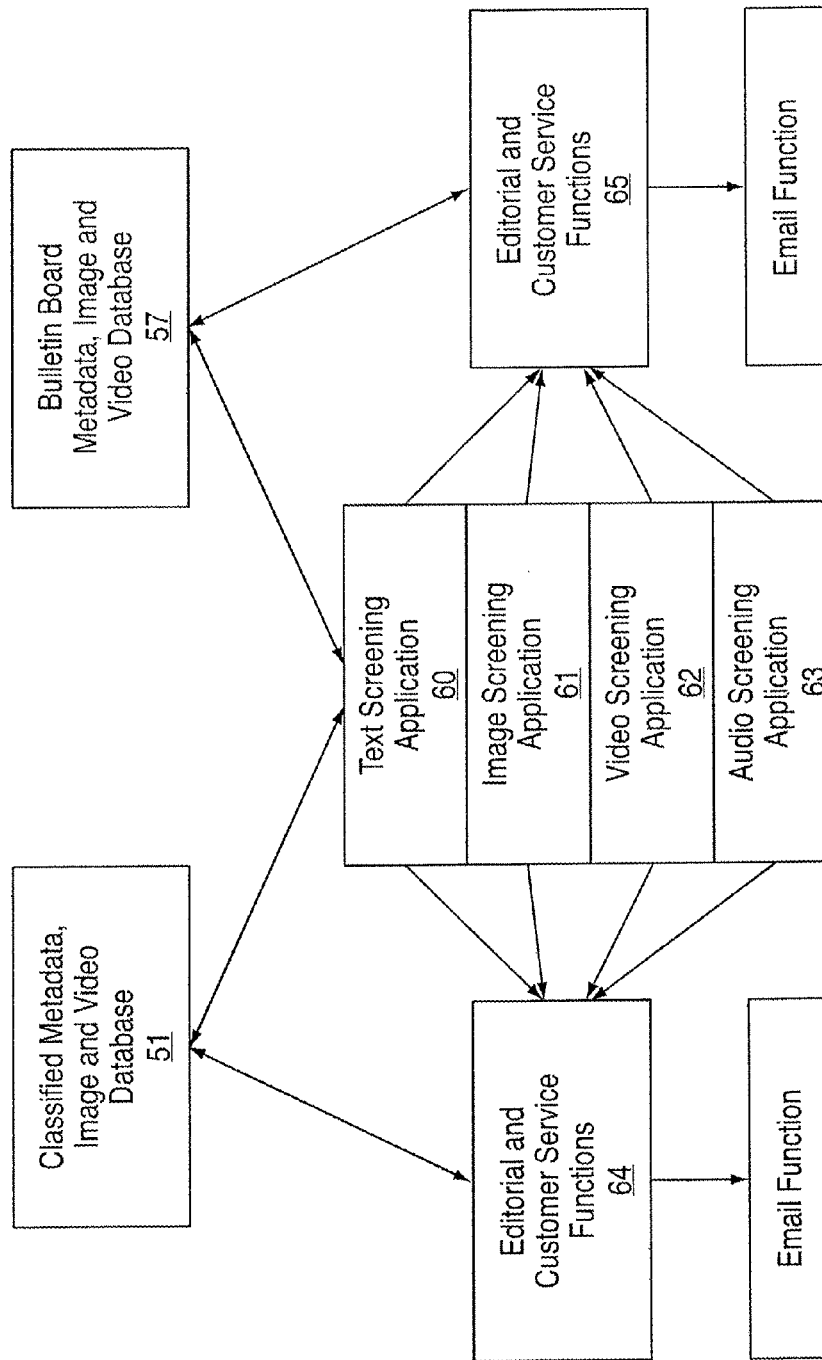 Classified Metadata,
Image and Video
Database
51
Bulletin Board
Metadada, Image and
Video Database
57
Text Screening
Application
60
Image Screening
Application
61
Video Screening
Application
62
Audio Screening
Application
63
Editorial and
Customer Service
Functions
64
Editorial and
Customer Service
Functions
65
Email Function
Email Function